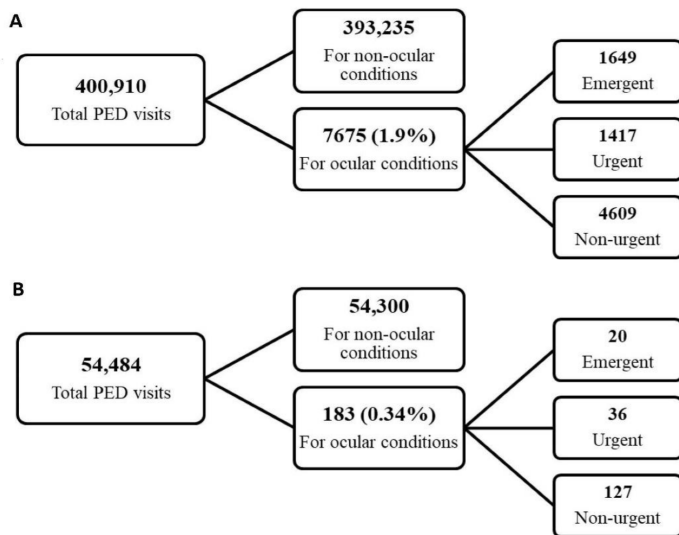 A
400,910
Total PED visits
393,235
For non-ocular
conditions
7675 (1.9%)
For ocular conditions
1649
Emergent
1417
Urgent
4609
Non-urgent
B
54,484
Total PED visits
54,300
For non-ocular
conditions
183 (0.34%)
For ocular conditions
20
Emergent
36
Urgent
127
Non-urgent